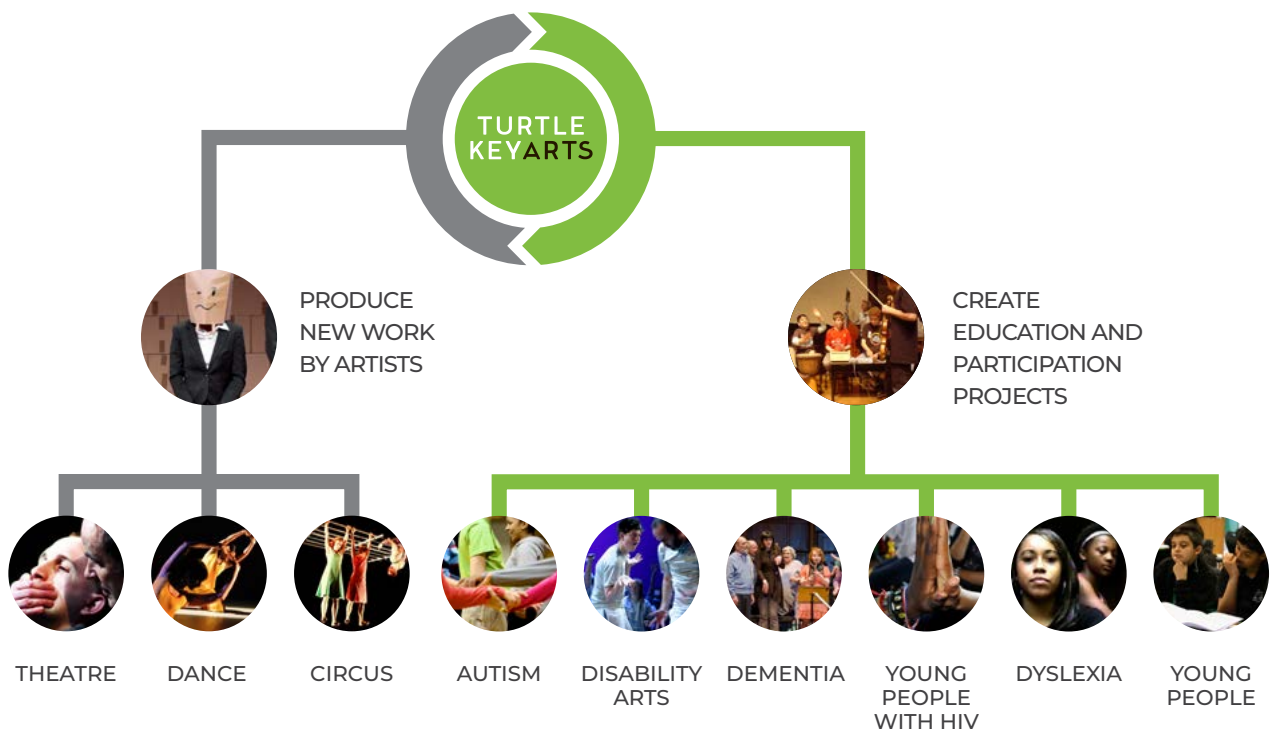 TURTLE
KEYARTS
PRODUCE
NEW WORK
BY ARTISTS
CREATE
EDUCATION AND
PARTICIPATION
PROJECTS
THEATRE
DANCE
CIRCUS
AUTISM
DISABILITY
ARTS
DEMENTIA
YOUNG
PEOPLE
WITH HIV
DYSLEXIA
YOUNG
PEOPLE